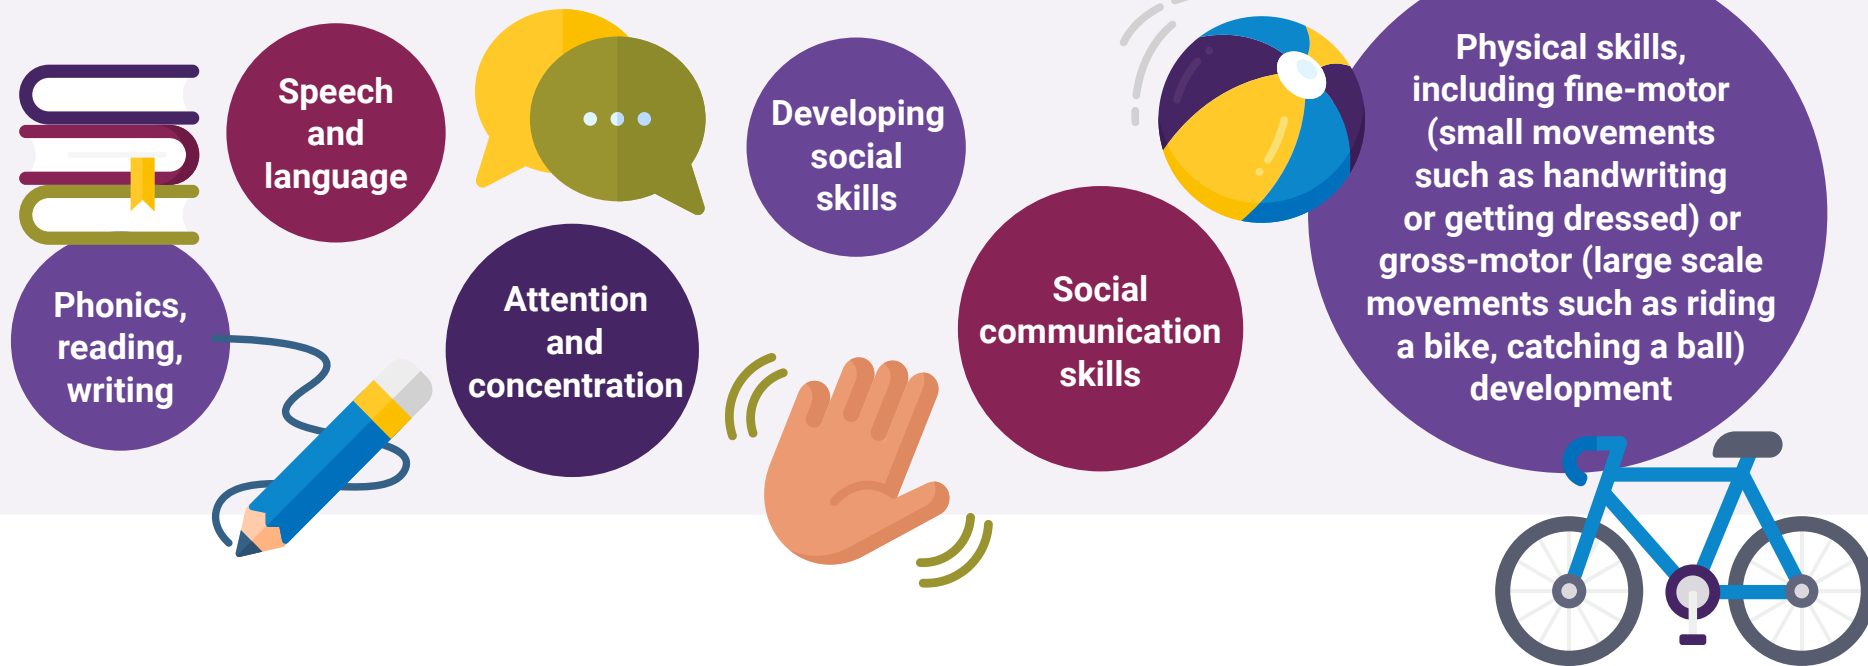 Speech
and
language
Developing
social
skills
Physical skills,
including fine-motor
(small movements
such as handwriting
or getting dressed) or
gross-motor (large scale
movements such as riding
a bike, catching a ball)
development
Phonics,
reading,
writing
Attention
and
concentration
Social
communication
skills